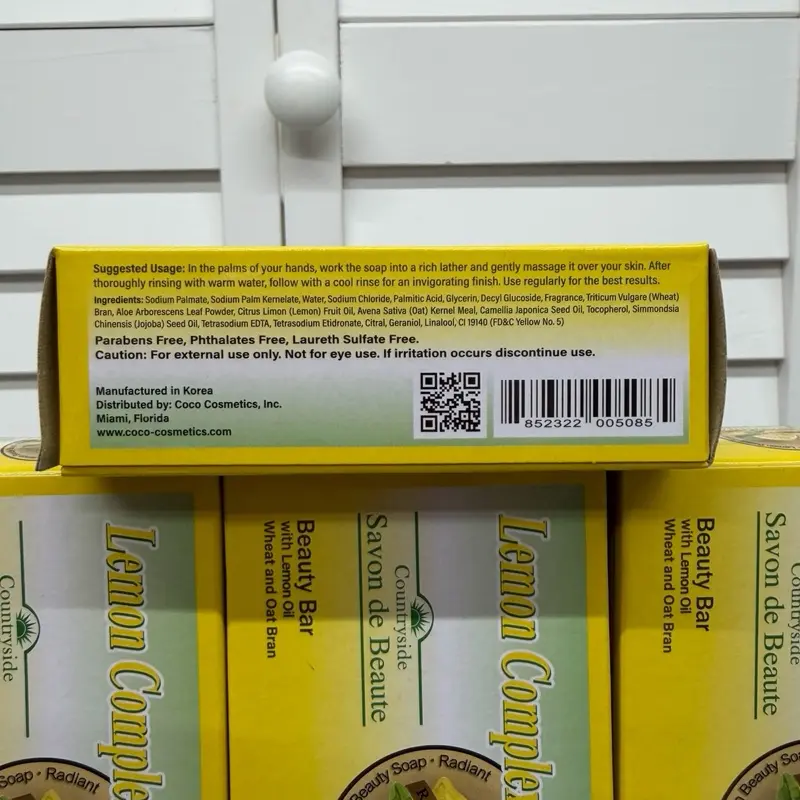 Suggested Usage: In the palms of your hands, work the soap into a rich lather and gently massage it over your skin. After
thoroughly rinsing with warm water, follow with a cool rinse for an invigorating finish. Use regularly for the best results.
Ingredients: Sodium Palmate, Sodium Palm Kernelate, Water, Sodium Chloride, Palmitic Acid, Glycerin, Decyl Glucoside, Fragrance, Triticum Vulgare (Wheat)
Bran, Aloe Arborescens Leaf Powder, Citrus Limon (Lemon) Fruit Oil, Avena Sativa (Oat) Kernel Meal, Camellia Japonica Seed Oil, Tocopherol, Simmondsia
Chinensis (Jojoba) Seed Oil, Tetrasodium EDTA, Tetrasodium Etidronate, Citral, Geraniol, Linalool, CI 19140 (FD&C Yellow No. 5)
Parabens Free, Phthalates Free, Laureth Sulfate Free.
Caution: For external use only. Not for eye use. If irritation occurs discontinue use.
Manufactured in Korea
Distributed by: Coco Cosmetics, Inc.
Miami, Florida
www.coco-cosmetics.com
852322 005085
Lemon Comple
Countryside
Soap • Radiant
Lemon Comple
Countryside
Savon de Beaute
Beauty Bar
with Lemon Oil
Wheat and Oat Bran
Beauty Soap • Radiant
Countryside
Savon de Beaute
Beauty Bar
with Lemon Oil
Wheat and Oat Bran
Beauty Soap